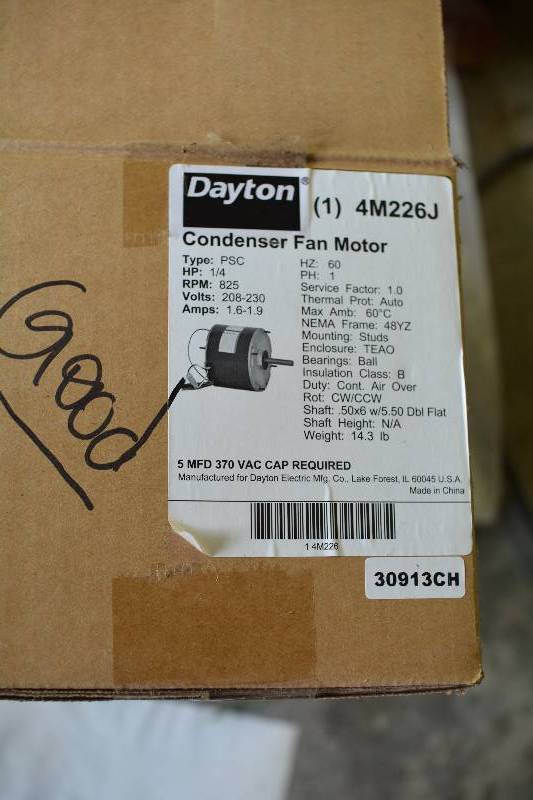 Dayton® (1) 4M226J
Condenser Fan Motor
Type: PSC
HP: 1/4
RPM: 825
Volts: 208-230
Amps: 1.6-1.9
HZ: 60
PH: 1
Service Factor: 1.0
Thermal Prot: Auto
Max Amb: 60°C
NEMA Frame: 48YZ
Mounting: Studs
Enclosure: TEAO
Bearings: Ball
Insulation Class: B
Duty: Cont. Air Over
Rot: CW/CCW
Shaft: .50x6 w/5.50 Dbl Flat
Shaft Height: N/A
Weight: 14.3 lb
5 MFD 370 VAC CAP REQUIRED
Manufactured for Dayton Electric Mfg. Co., Lake Forest, IL 60045 U.S.A.
Made in China
1 4M226
30913CH
Good